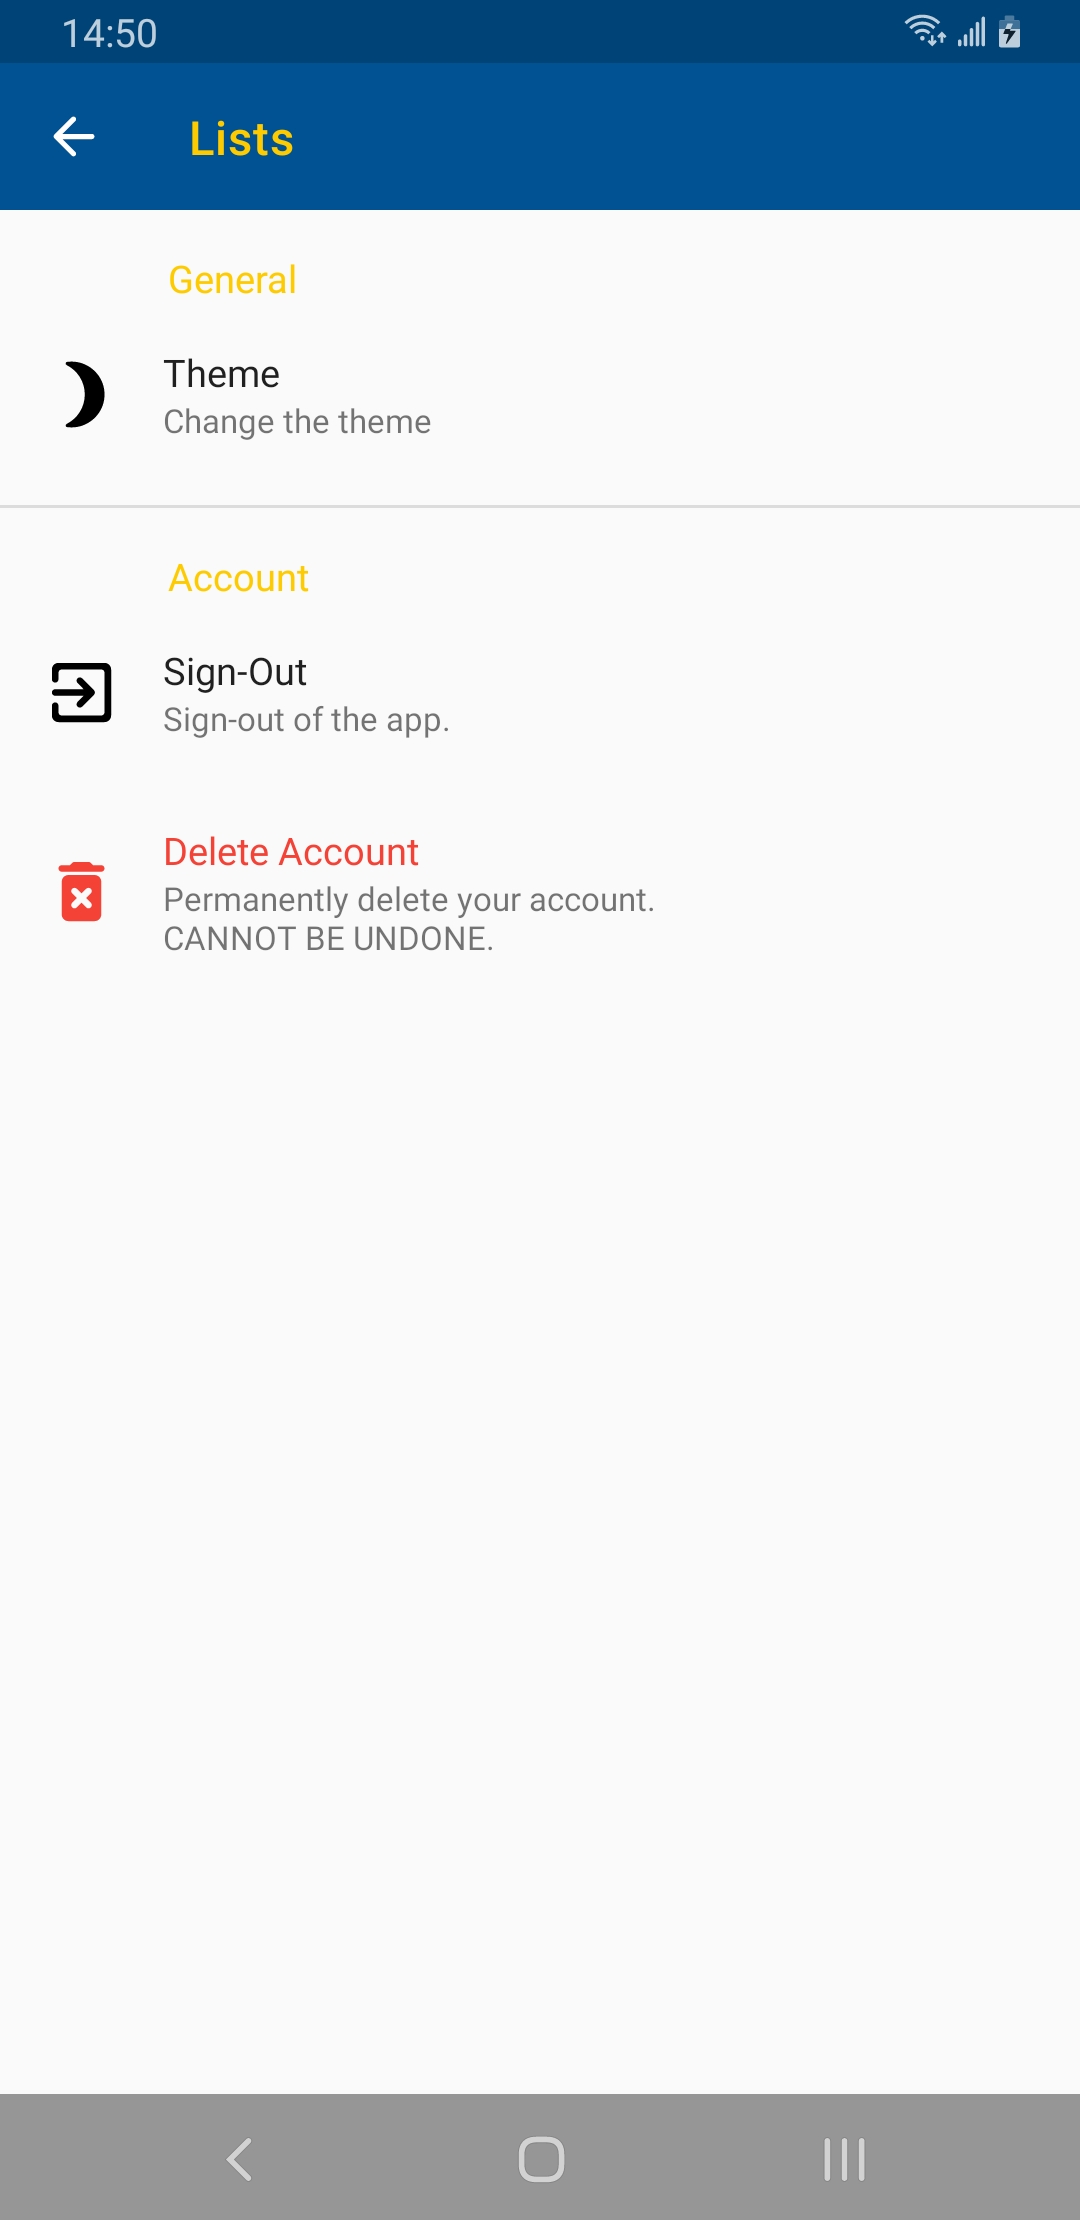 14:50
Lists
General
Theme
Change the theme
Account
Sign-Out
Sign-out of the app.
Delete Account
Permanently delete your account.
CANNOT BE UNDONE.